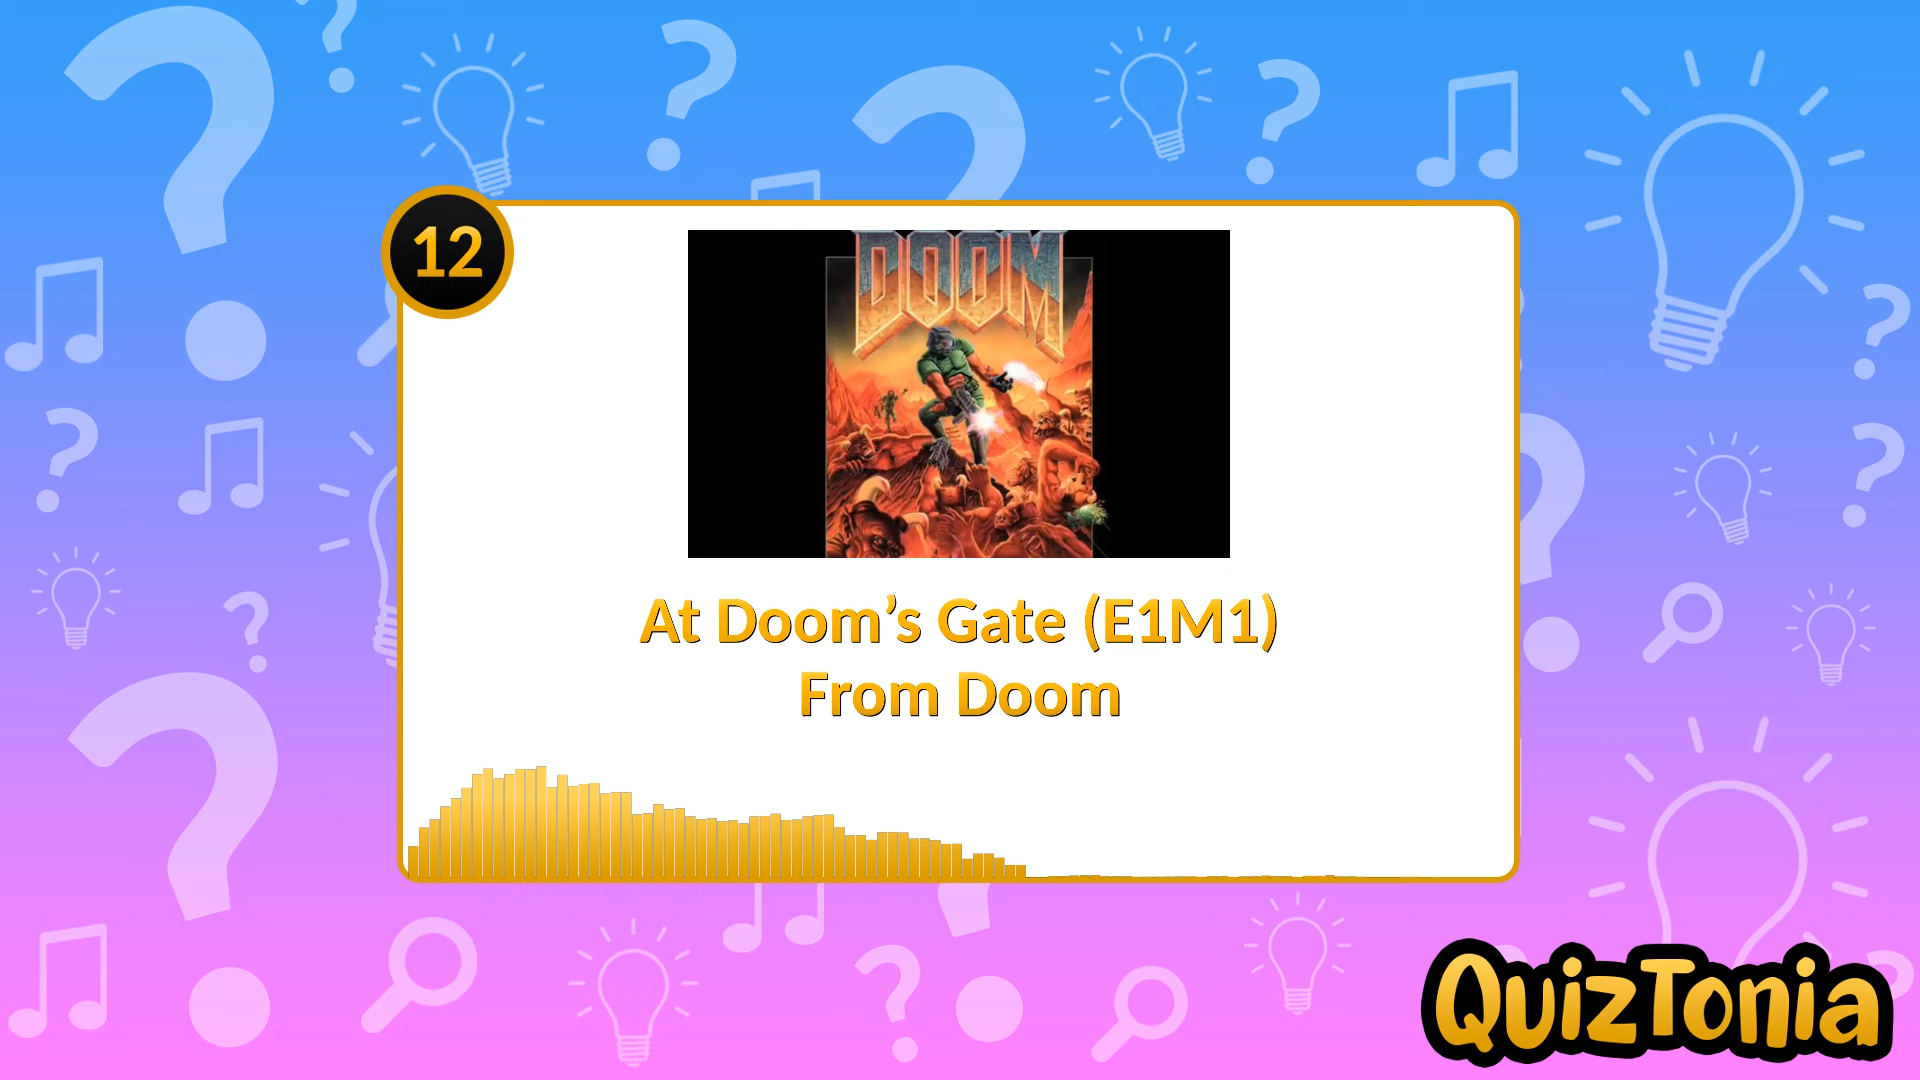 12
DOOM
At Doom’s Gate (E1M1)
From Doom
QuizTonia